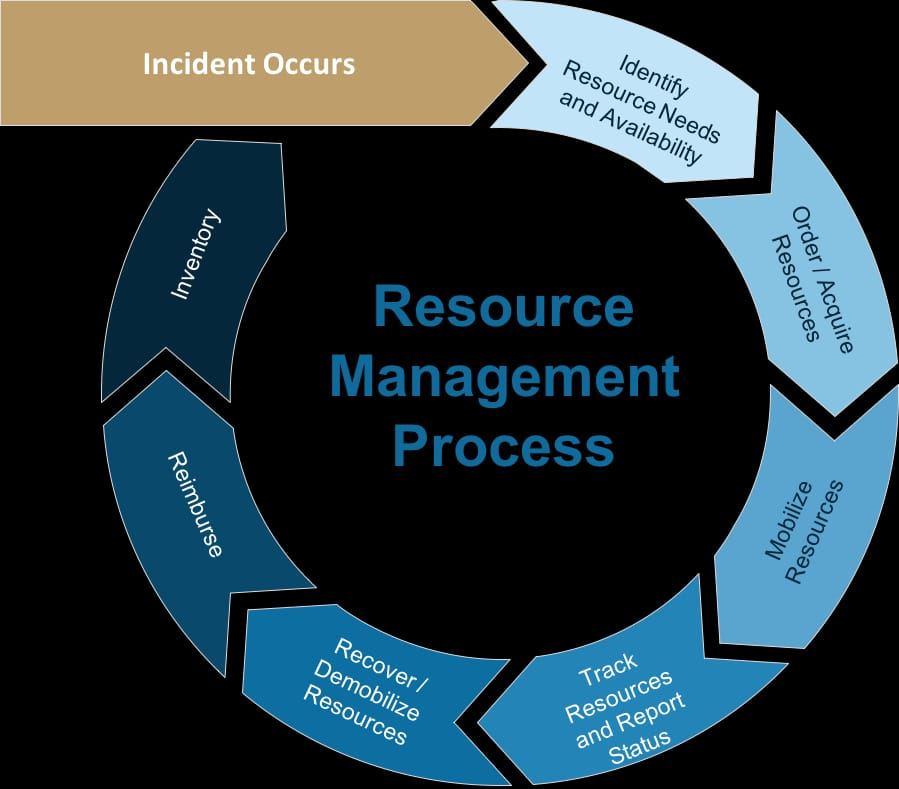 Incident Occurs
Identify
Resource Needs
and Availability
Order / Acquire
Resources
Mobilize
Resources
Track
Resources
and Report
Status
Recover /
Demobilize
Resources
Reimburse
Inventory
Resource
Management
Process